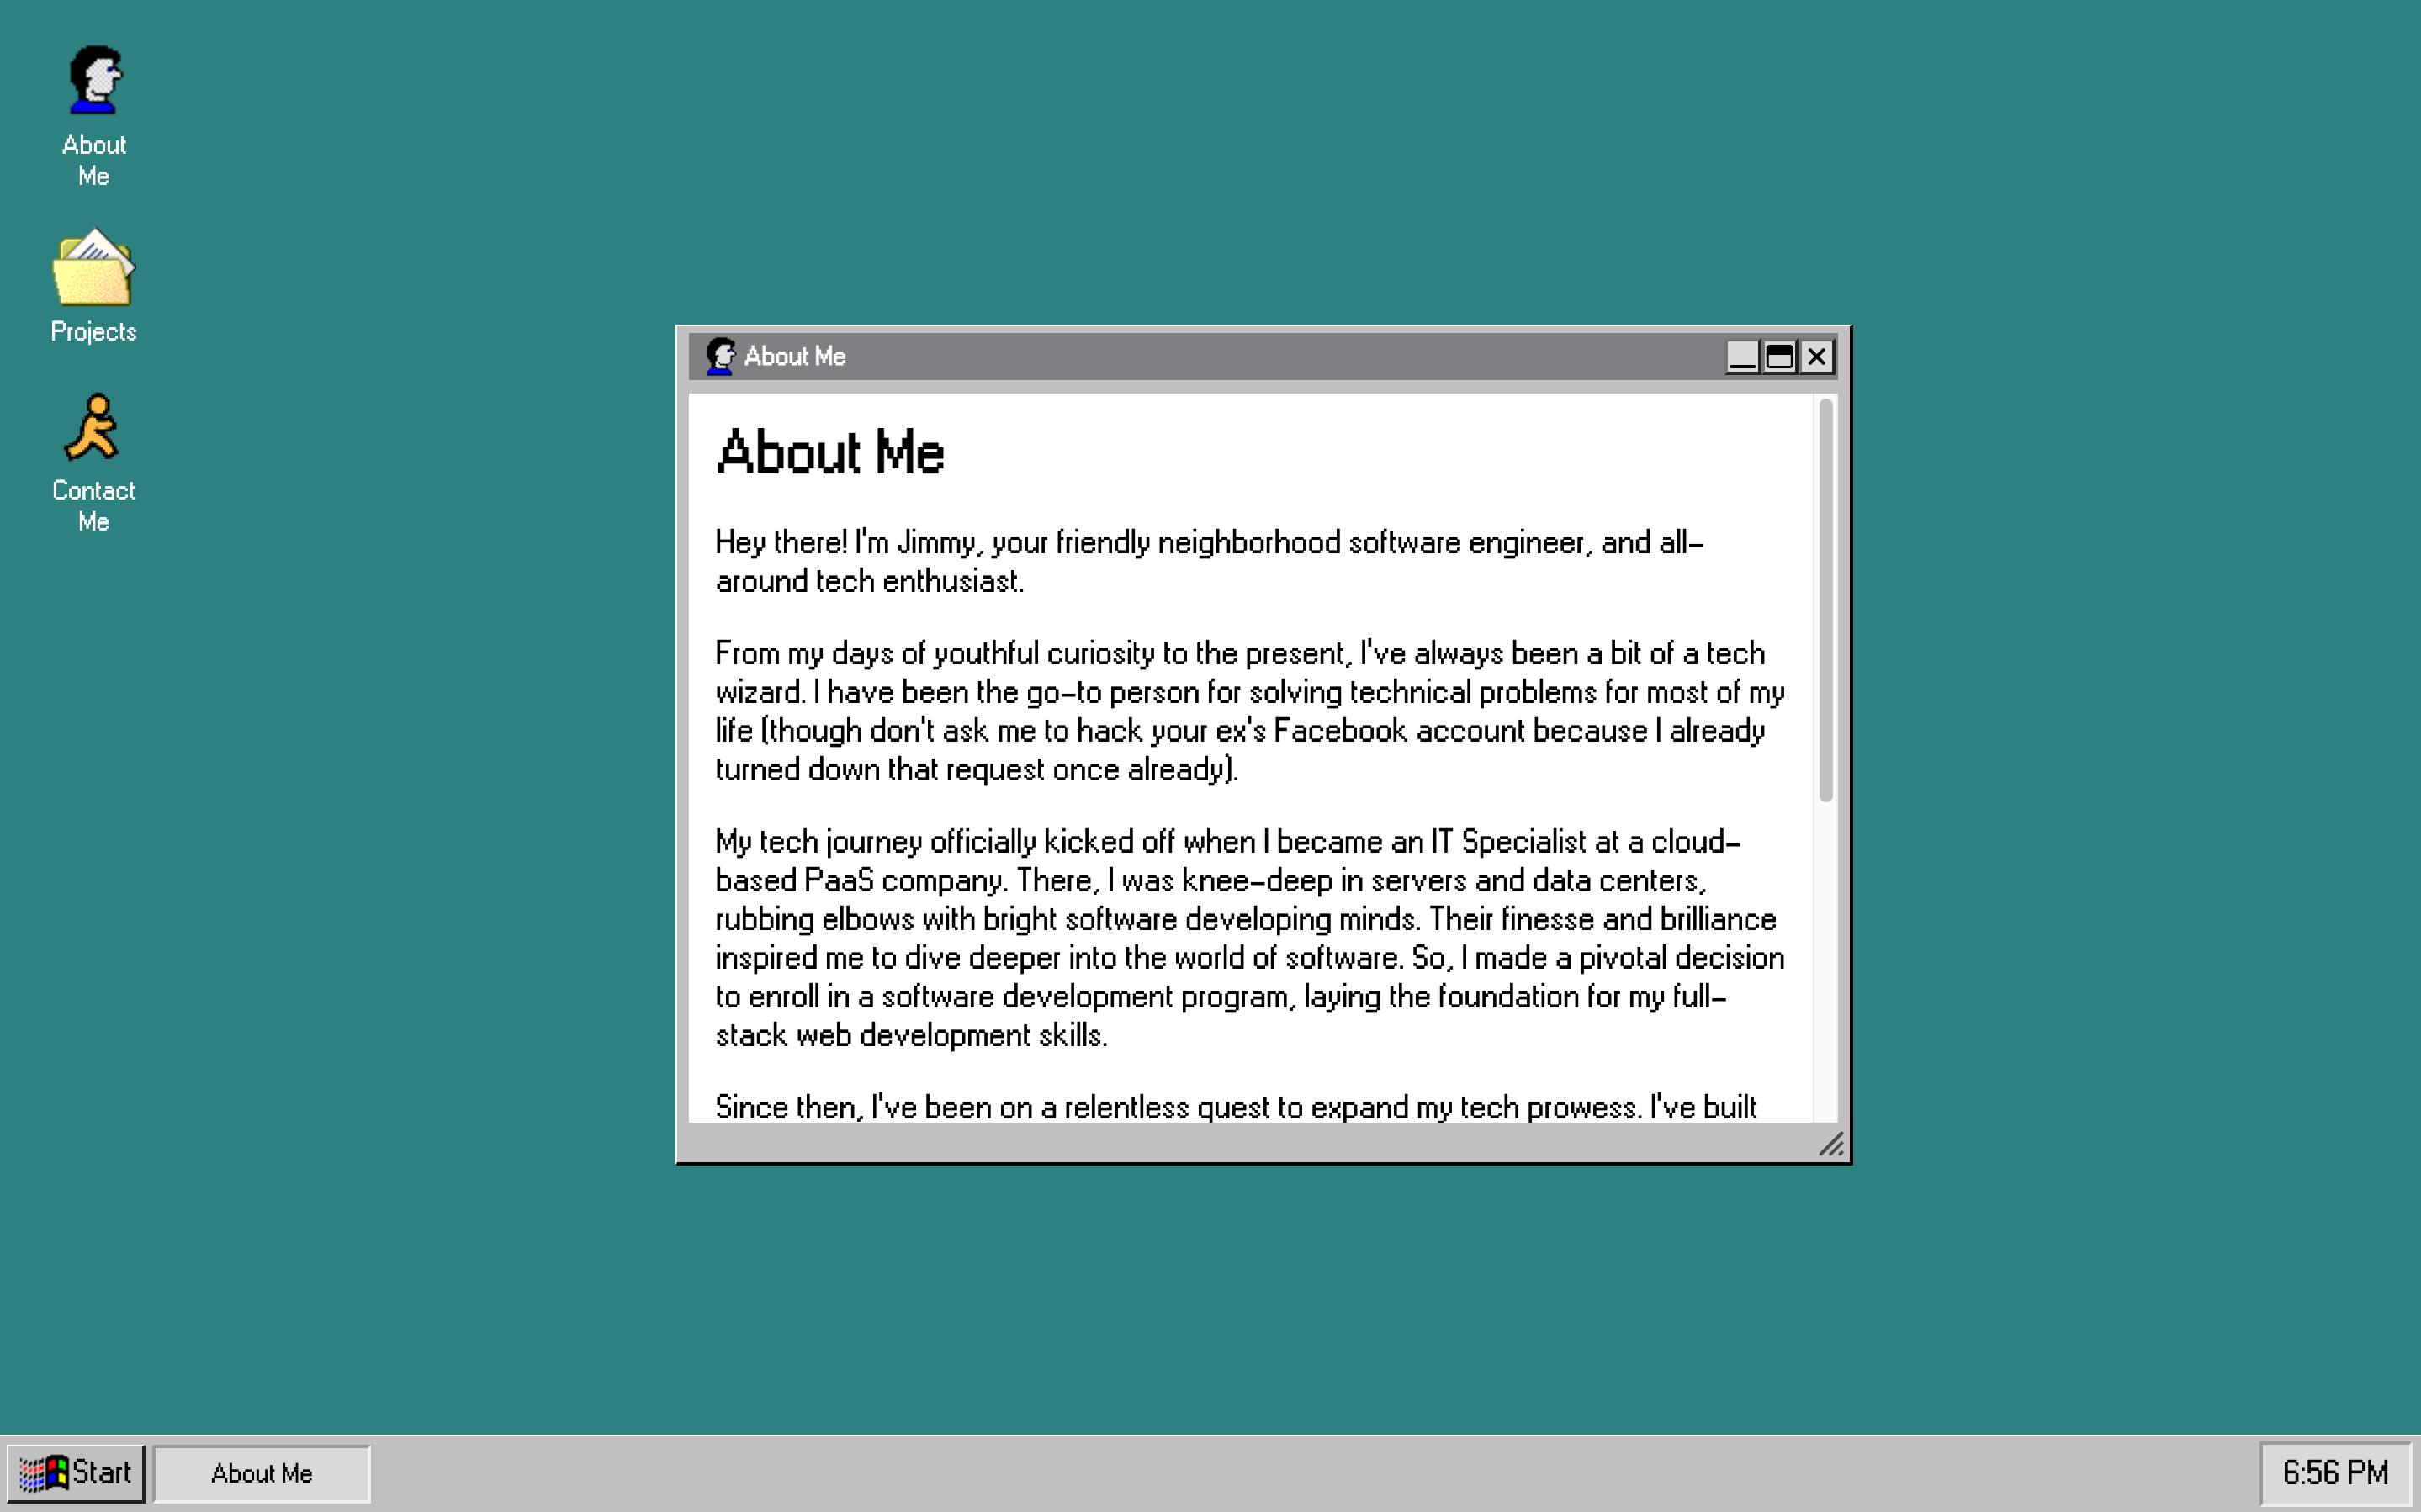 About
Me
Projects
Contact
Me
About Me
About Me
Hey there! I'm Jimmy, your friendly neighborhood software engineer, and all-
around tech enthusiast.
From my days of youthful curiosity to the present, I've always been a bit of a tech
wizard. I have been the go-to person for solving technical problems for most of my
life (though don't ask me to hack your ex's Facebook account because I already
turned down that request once already).
My tech journey officially kicked off when I became an IT Specialist at a cloud-
based PaaS company. There, I was knee-deep in servers and data centers,
rubbing elbows with bright software developing minds. Their finesse and brilliance
inspired me to dive deeper into the world of software. So, I made a pivotal decision
to enroll in a software development program, laying the foundation for my full-
stack web development skills.
Since then, I've been on a relentless quest to expand my tech prowess. I've built
Start
About Me
6:56 PM